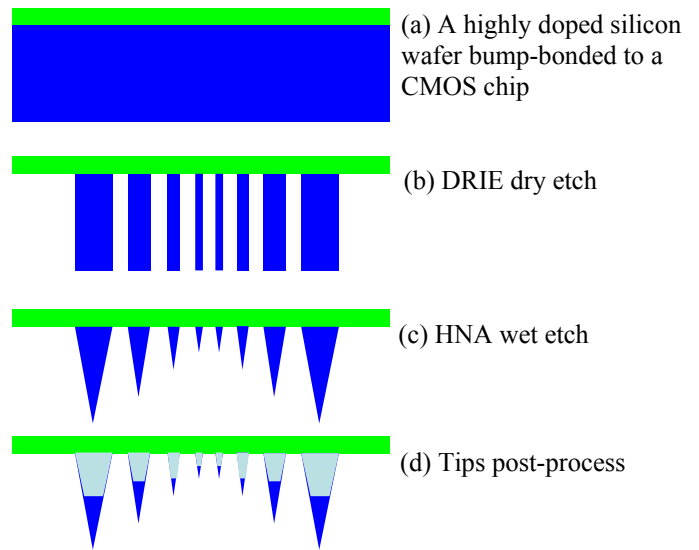 (a) A highly doped silicon
wafer bump-bonded to a
CMOS chip
(b) DRIE dry etch
(c) HNA wet etch
(d) Tips post-process